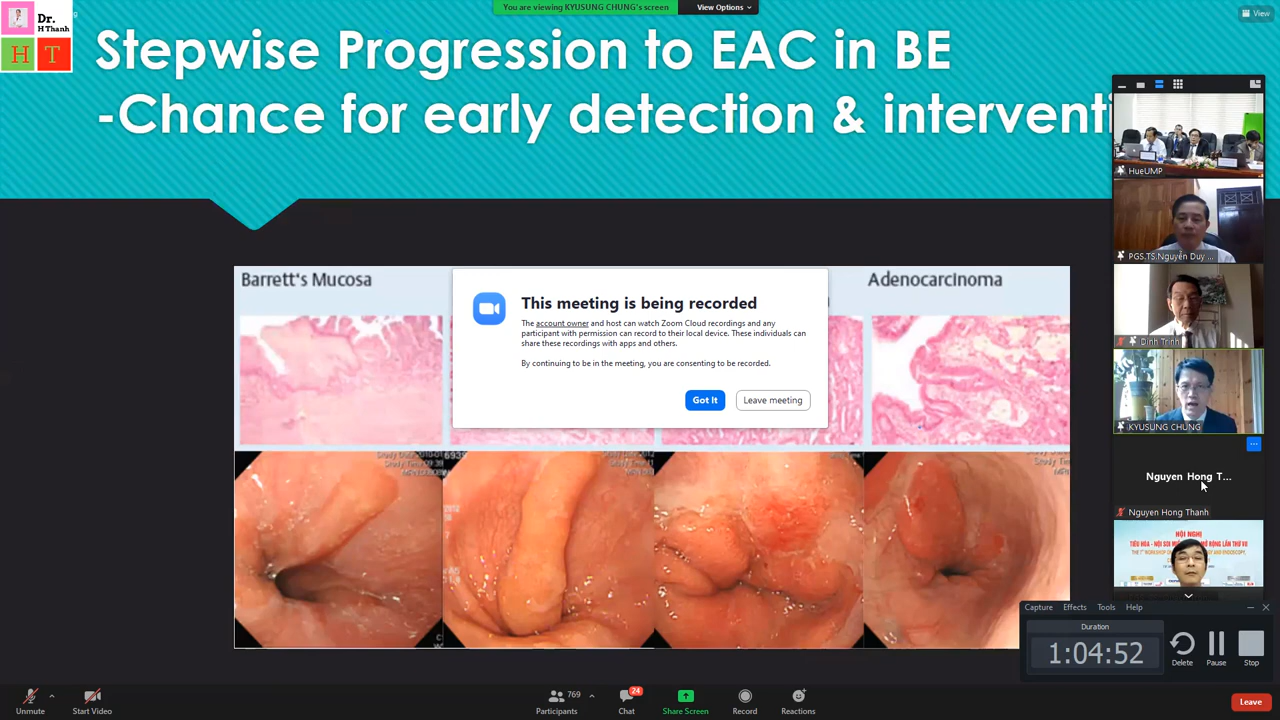 Dr.
H Thanh
H T
You are viewing KYUSUNG CHUNG's screen
View Options
View
Stepwise Progression to EAC in BE
-Chance for early detection & interventi
HueUMP
PGS.TS.Nguyễn Duy ...
Dinh Trinh
KYUSUNG CHUNG
Nguyen Hong T...
Nguyen Hong Thanh
HỘI NGHỊ
Barrett's Mucosa
Adenocarcinoma
This meeting is being recorded
The account owner and host can watch Zoom Cloud recordings and any
participant with permission can record to their local device. These individuals can
share these recordings with apps and others.
By continuing to be in the meeting, you are consenting to be recorded.
Got It
Leave meeting
Capture Effects Tools Help
Duration
1:04:52
Delete
Pause
Stop
Unmute
Start Video
769
Participants
24
Chat
Share Screen
Record
Reactions
Leave